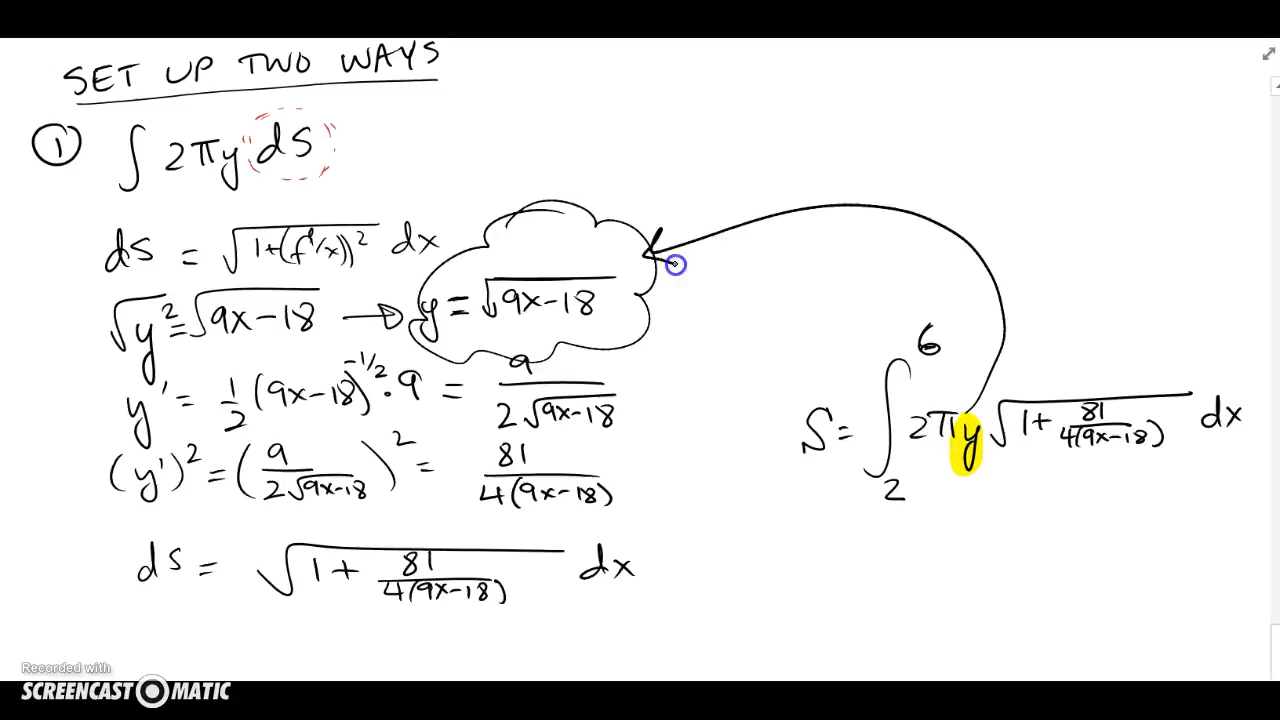 SET UP TWO WAYS
① ∫ 2πy "dS"
dS = √(1+(f'(x))²) dx
√y² = √(9x-18) → y = √(9x-18)
y' = 1/2 (9x-18)^(-1/2) · 9 = 9/(2√(9x-18))
(y')² = (9/(2√(9x-18)))² = 81/(4(9x-18))
dS = √(1 + 81/(4(9x-18))) dx
S = ∫₂⁶ 2πy √(1 + 81/(4(9x-18))) dx
Recorded with
SCREENCAST MATIC